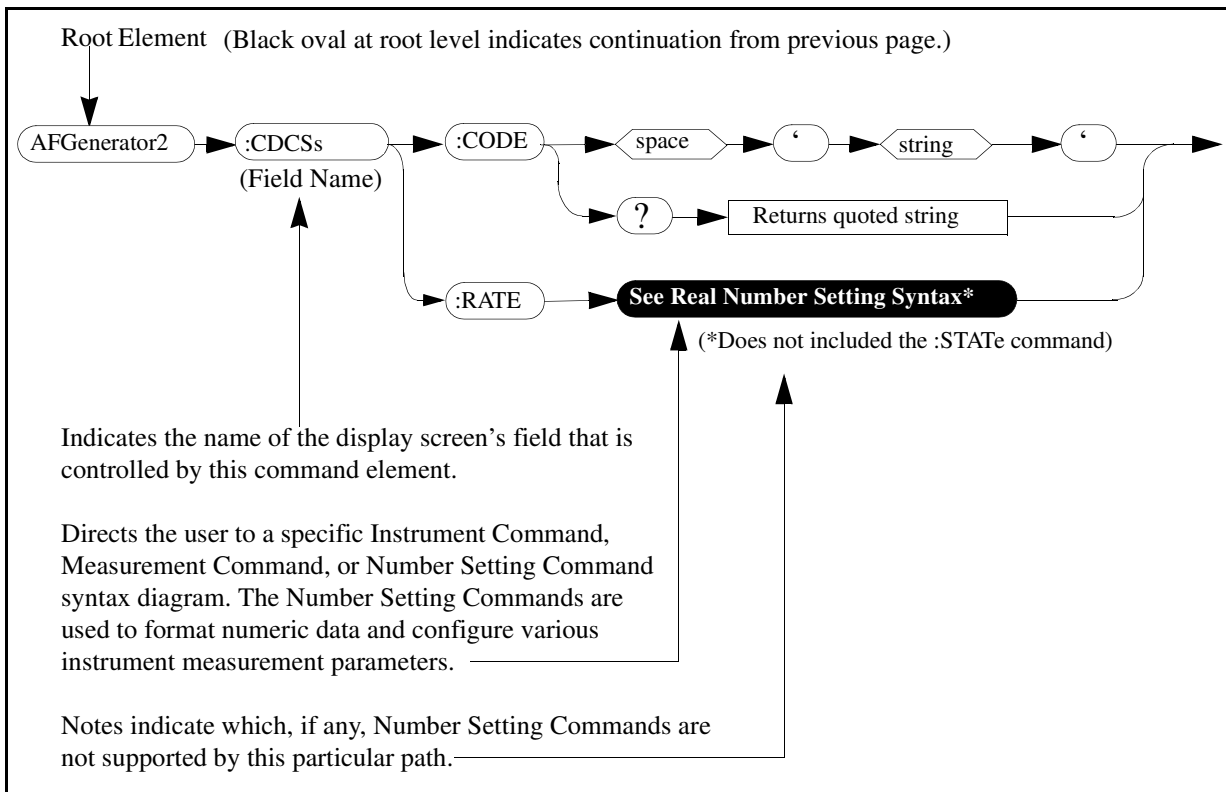 Root Element (Black oval at root level indicates continuation from previous page.)
AFGenerator2 :CDCSs :CODE space ‘ string ‘
(Field Name)
? Returns quoted string
:RATE See Real Number Setting Syntax*
(*Does not included the :STATe command)
Indicates the name of the display screen’s field that is
controlled by this command element.
Directs the user to a specific Instrument Command,
Measurement Command, or Number Setting Command
syntax diagram. The Number Setting Commands are
used to format numeric data and configure various
instrument measurement parameters.
Notes indicate which, if any, Number Setting Commands are
not supported by this particular path.